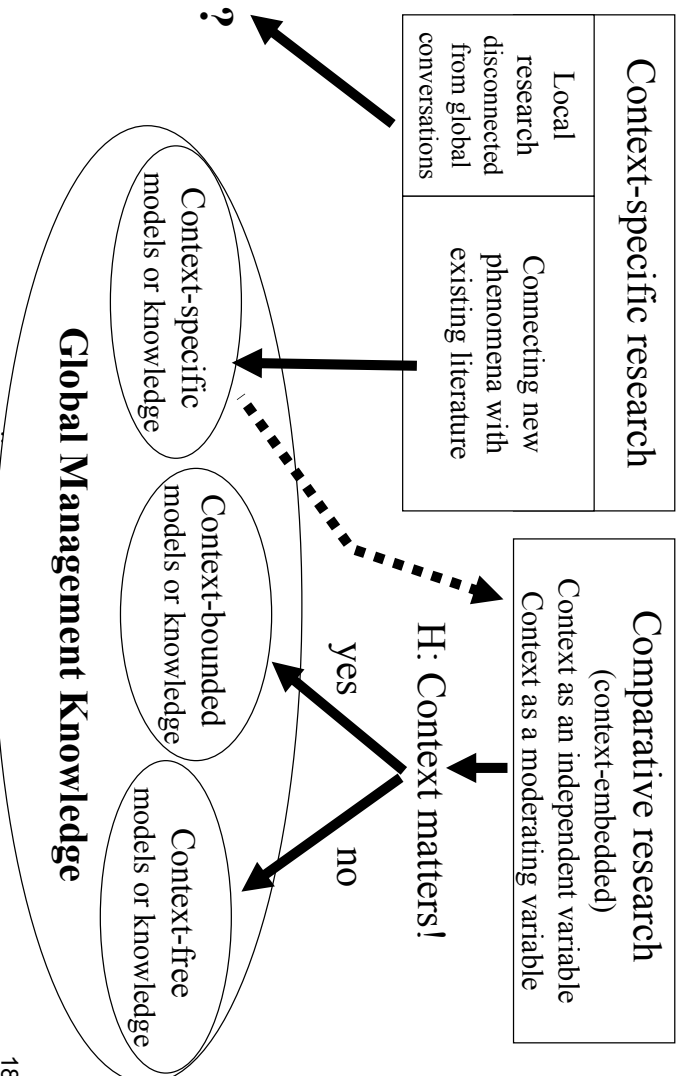 Context-specific research
Local
research
disconnected
from global
conversations
Connecting new
phenomena with
existing literature
Comparative research
(context-embedded)
Context as an independent variable
Context as a moderating variable
H: Context matters!
yes
no
?
Context-specific
models or knowledge
Context-bounded
models or knowledge
Context-free
models or knowledge
Global Management Knowledge
18